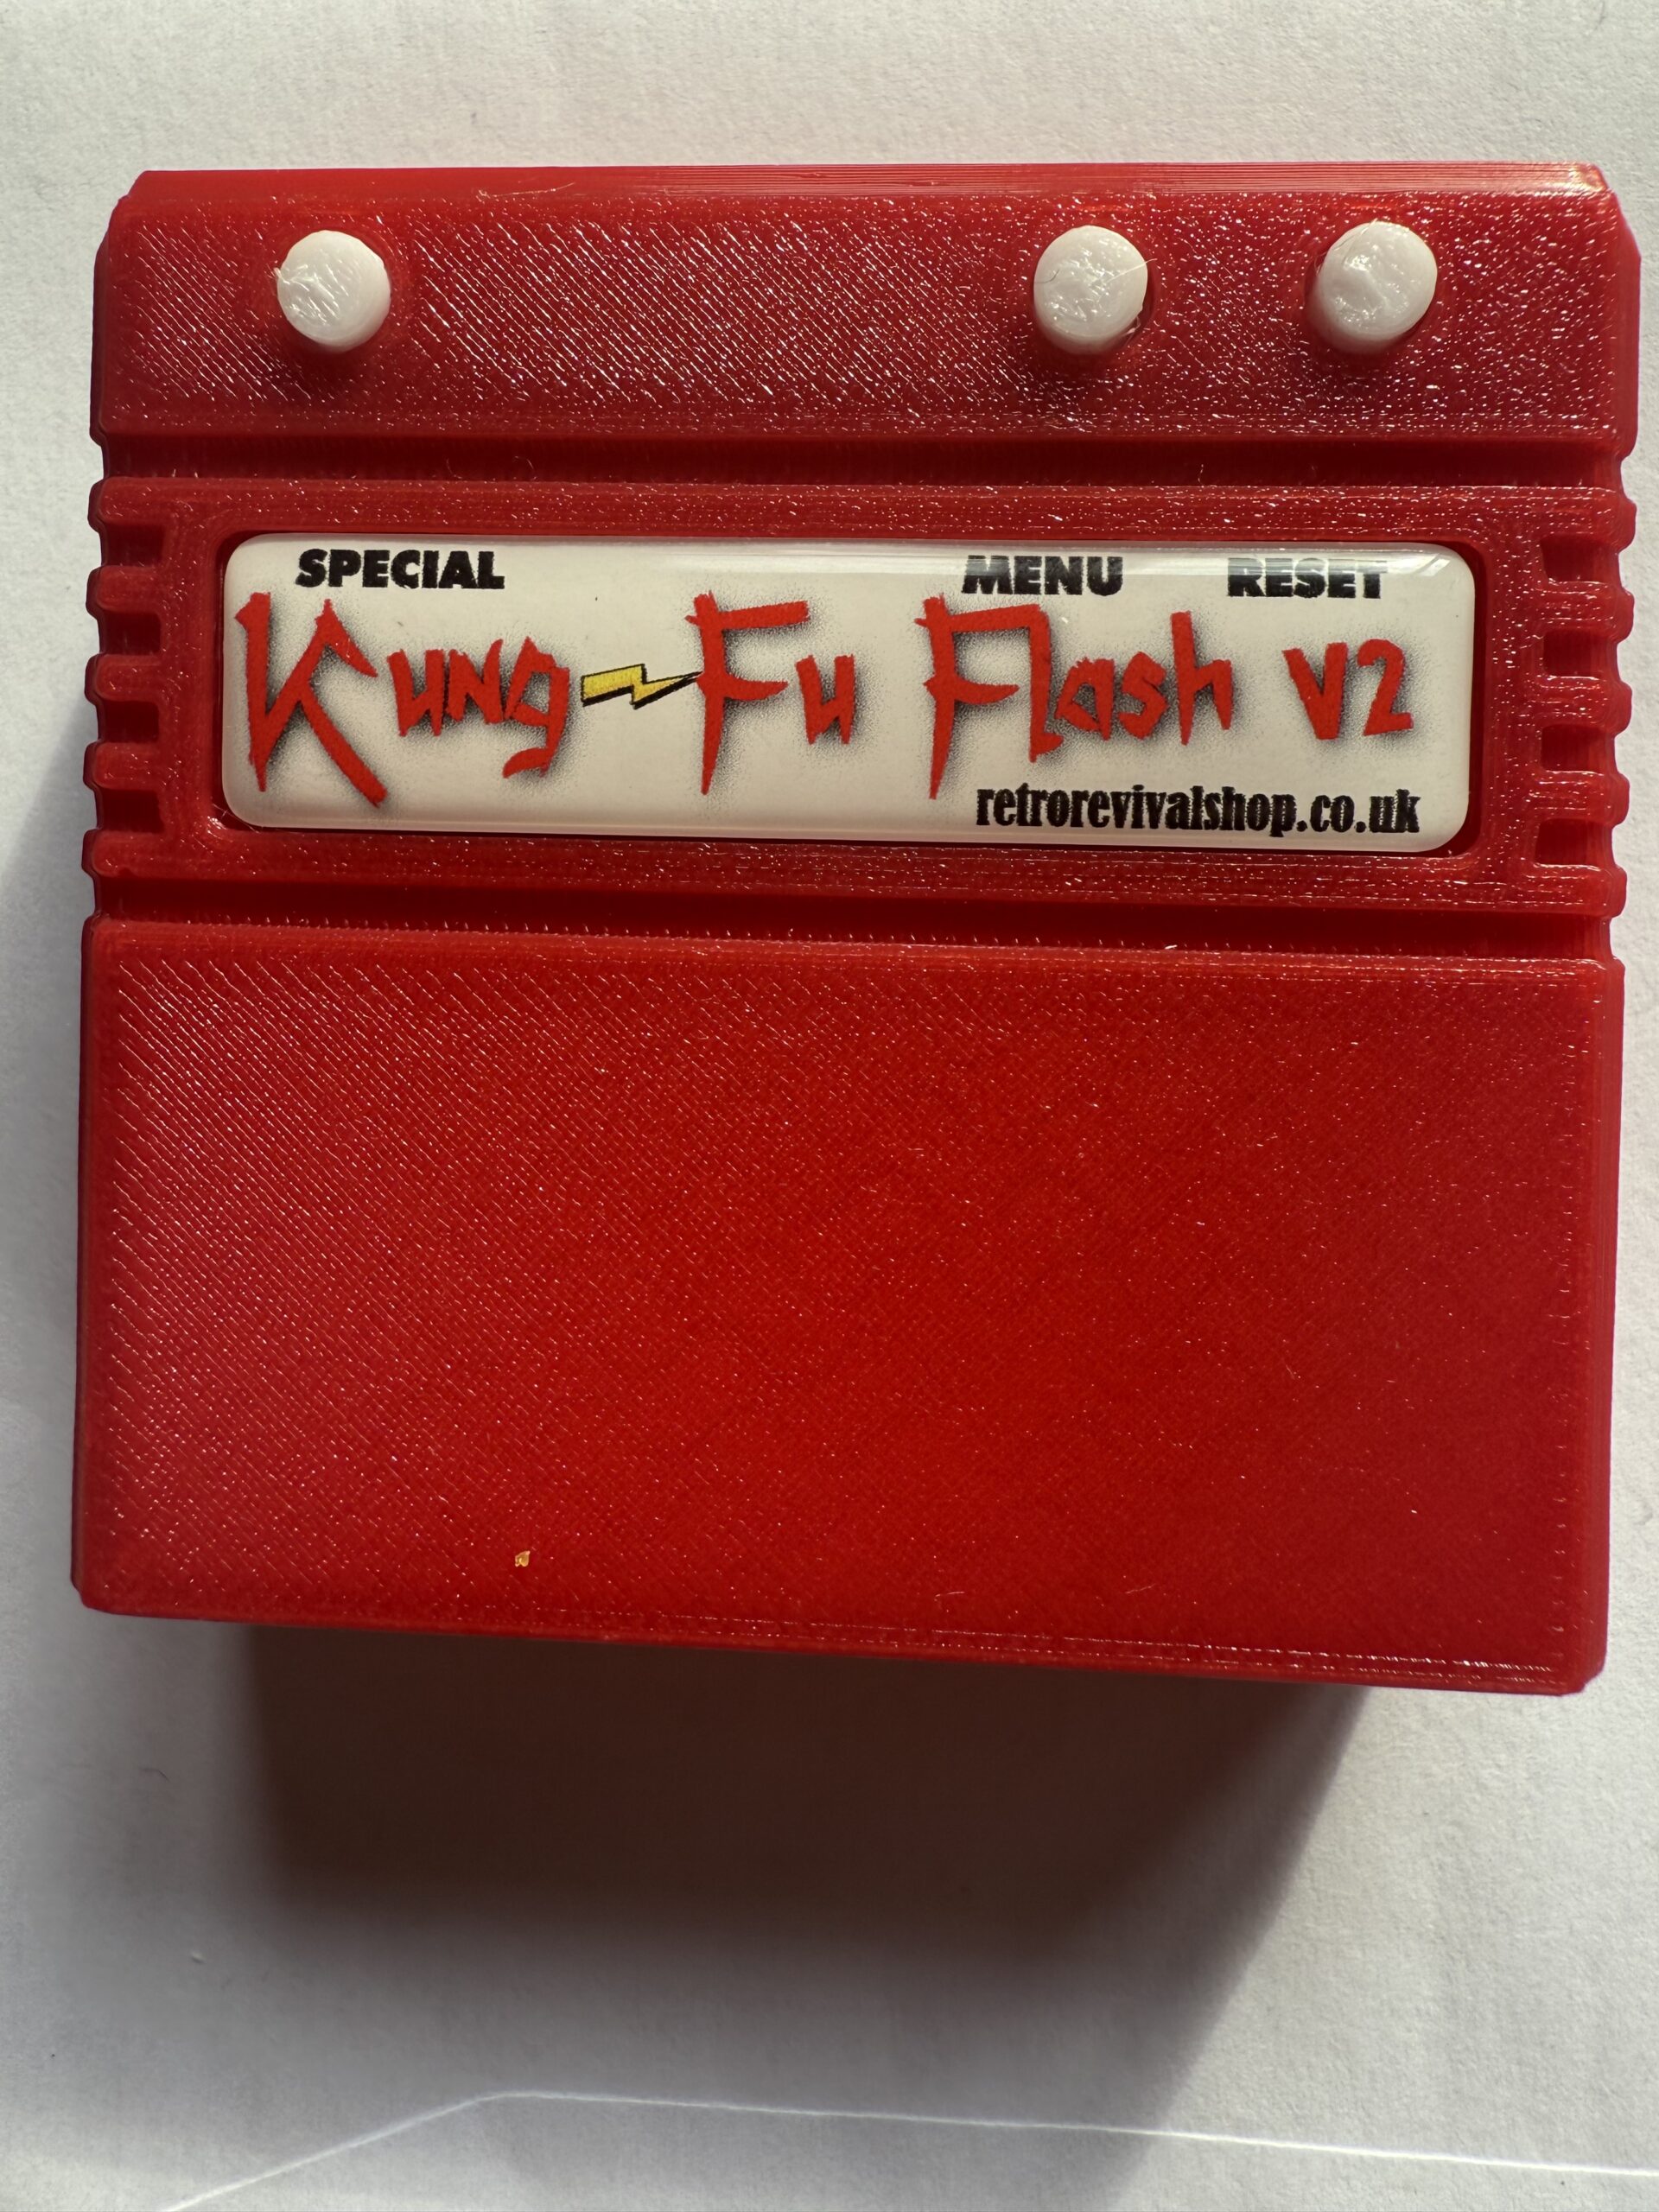 SPECIAL MENU RESET
Kung-Fu Flash V2
retrorevivalshop.co.uk